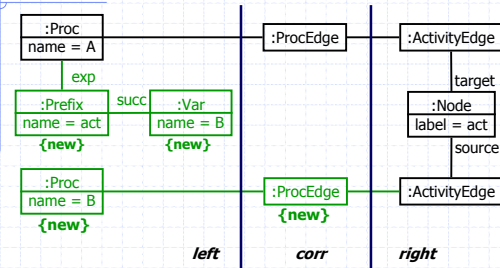 :Proc
name = A
:ProcEdge
:ActivityEdge
exp
target
:Prefix
name = act
{new}
succ
:Var
name = B
{new}
:Node
label = act
source
:Proc
name = B
{new}
:ProcEdge
{new}
:ActivityEdge
left
corr
right